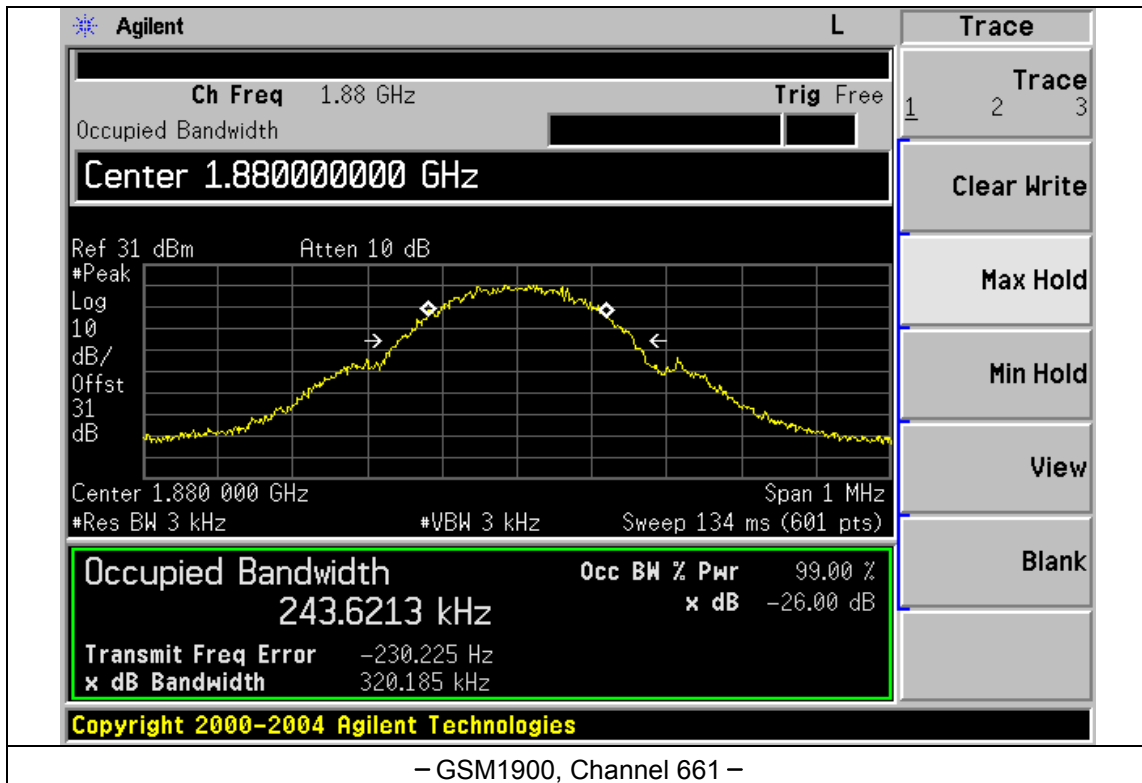 Agilent L Trace
Ch Freq 1.88 GHz Trig Free
Occupied Bandwidth
Center 1.880000000 GHz
Ref 31 dBm Atten 10 dB
#Peak
Log
10
dB/
Offst
31
dB
Center 1.880 000 GHz Span 1 MHz
#Res BW 3 kHz #VBW 3 kHz Sweep 134 ms (601 pts)
Occupied Bandwidth Occ BW % Pwr 99.00 %
243.6213 kHz x dB -26.00 dB
Transmit Freq Error -230.225 Hz
x dB Bandwidth 320.185 kHz
Copyright 2000-2004 Agilent Technologies
Trace
1 2 3
Clear Write
Max Hold
Min Hold
View
Blank
– GSM1900, Channel 661 –